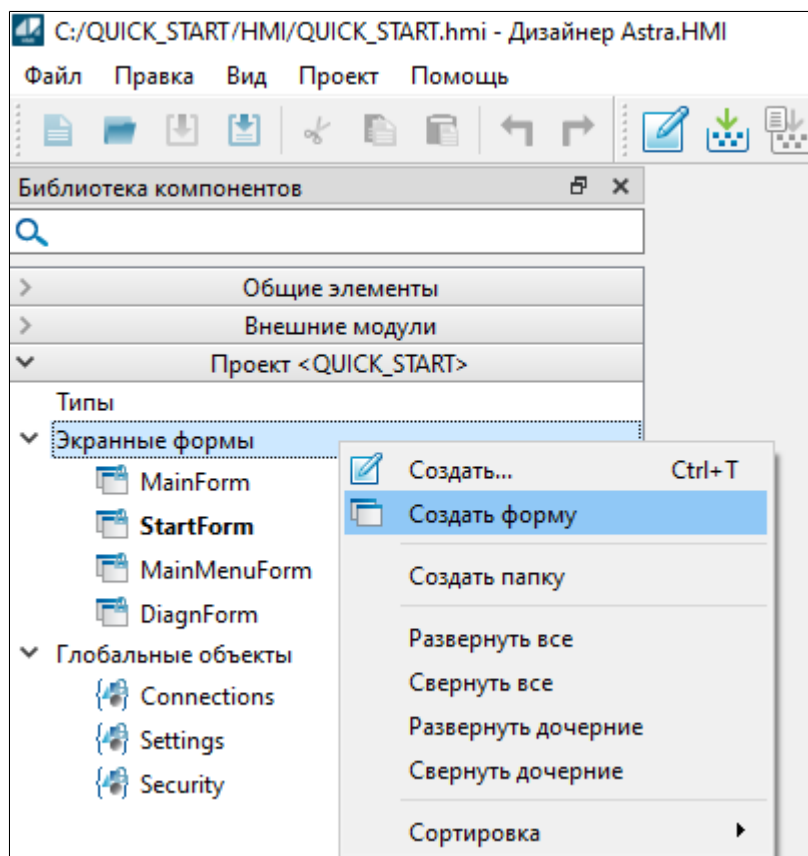 C:/QUICK_START/HMI/QUICK_START.hmi - Дизайнер Astra.HMI
Файл Правка Вид Проект Помощь
Библиотека компонентов
Общие элементы
Внешние модули
Проект <QUICK_START>
Типы
Экранные формы
MainForm
Создать... Ctrl+T
StartForm
Создать форму
MainMenuForm
Создать папку
DiagnForm
Развернуть все
Глобальные объекты
Свернуть все
Connections
Развернуть дочерние
Settings
Свернуть дочерние
Security
Сортировка